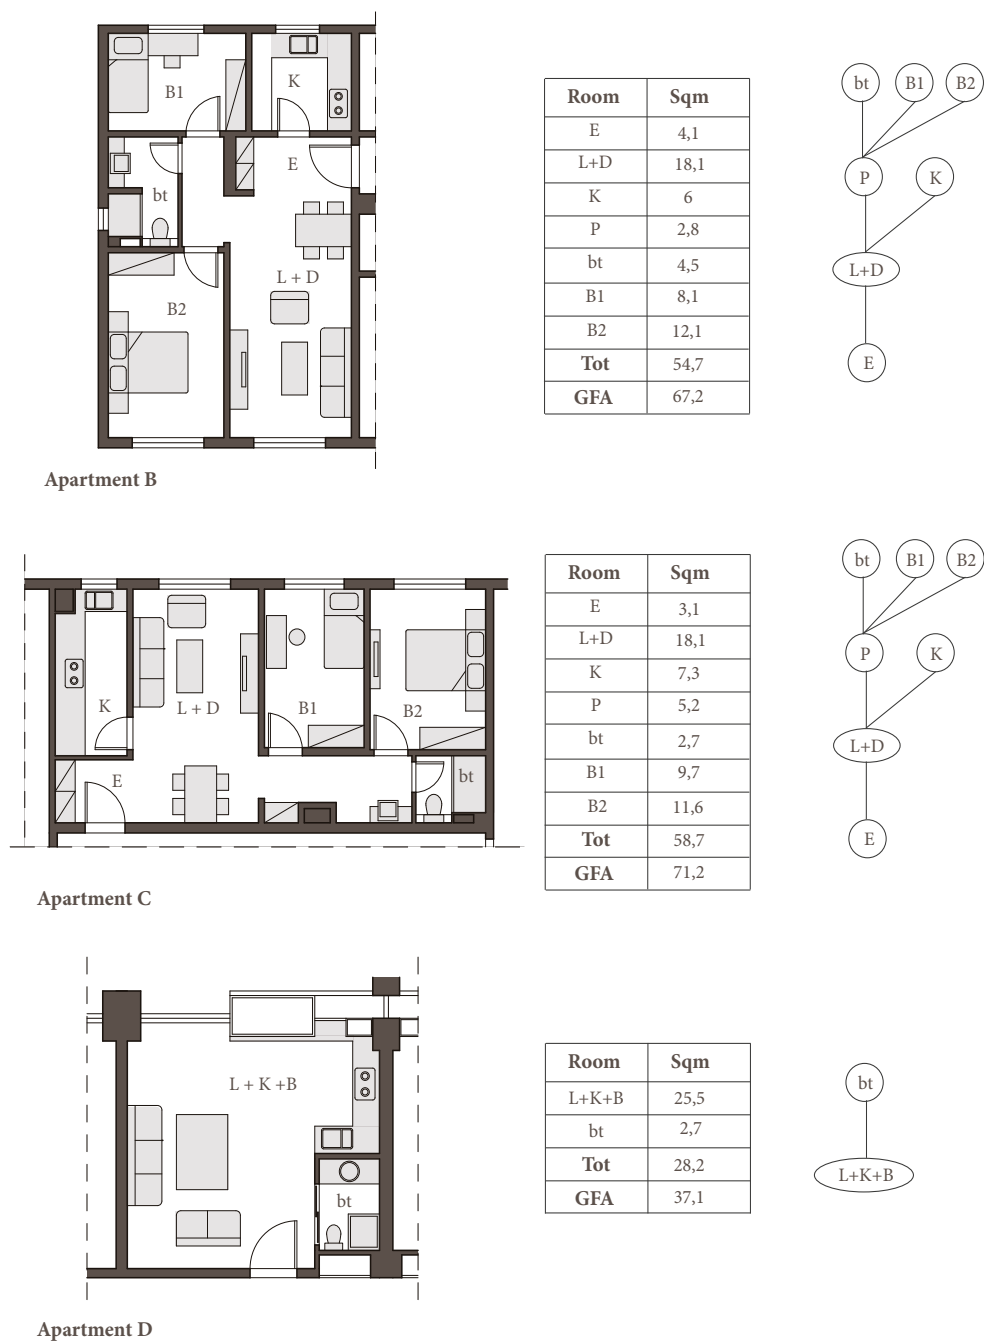 B1
K
bt
E
L + D
B2
Room Sqm
E 4,1
L+D 18,1
K 6
P 2,8
bt 4,5
B1 8,1
B2 12,1
Tot 54,7
GFA 67,2
bt B1 B2
P K
L+D
E
Apartment B
K
L + D
B1
B2
E
bt
Room Sqm
E 3,1
L+D 18,1
K 7,3
P 5,2
bt 2,7
B1 9,7
B2 11,6
Tot 58,7
GFA 71,2
bt B1 B2
P K
L+D
E
Apartment C
L + K +B
bt
Room Sqm
L+K+B 25,5
bt 2,7
Tot 28,2
GFA 37,1
bt
L+K+B
Apartment D